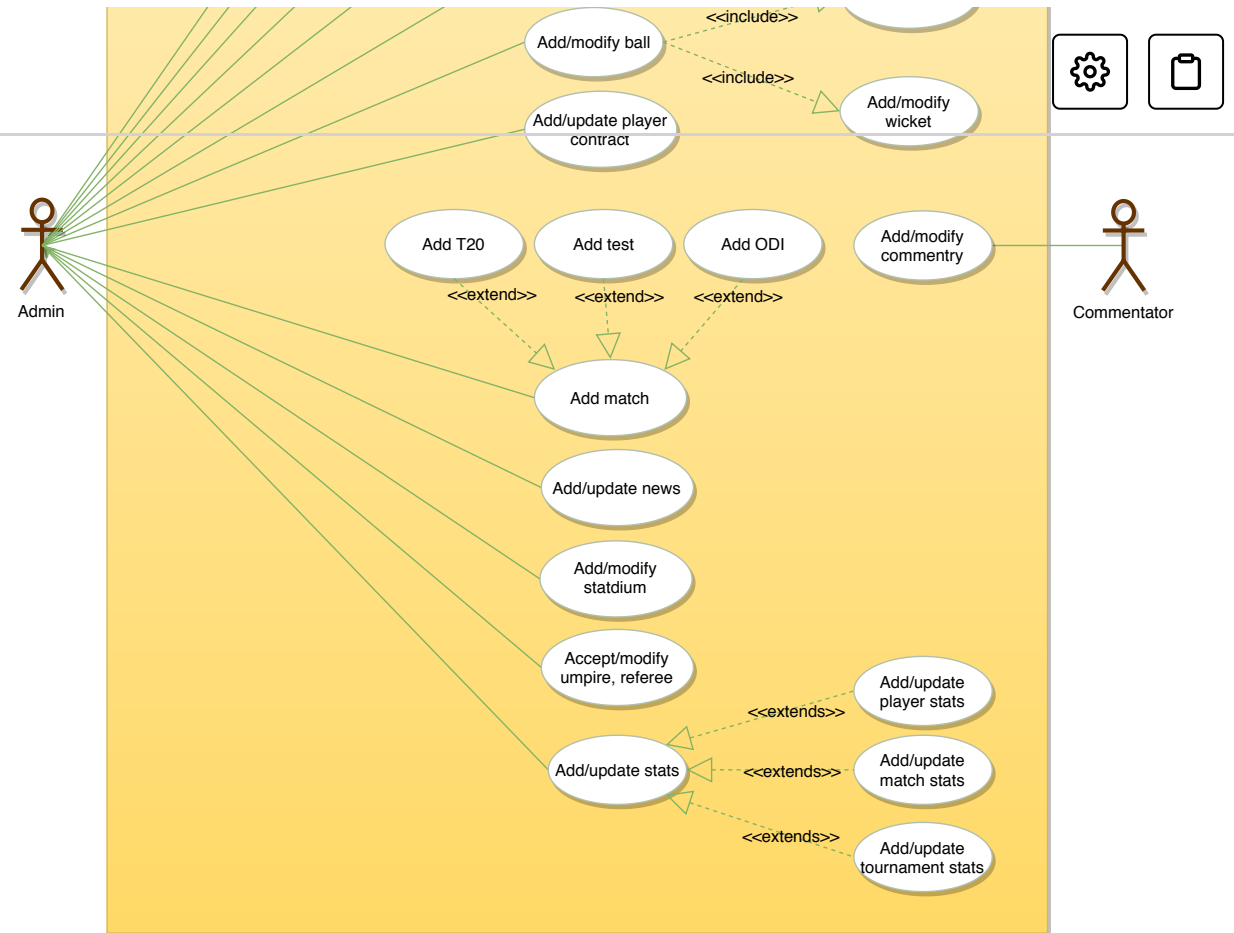 <<include>>
Add/modify ball
<<include>>
Add/modify
wicket
Add/update player
contract
Add T20
Add test
Add ODI
Add/modify
commentry
<<extend>>
<<extend>>
<<extend>>
Admin
Commentator
Add match
Add/update news
Add/modify
statdium
Accept/modify
umpire, referee
Add/update
player stats
<<extends>>
Add/update stats
<<extends>>
Add/update
match stats
<<extends>>
Add/update
tournament stats